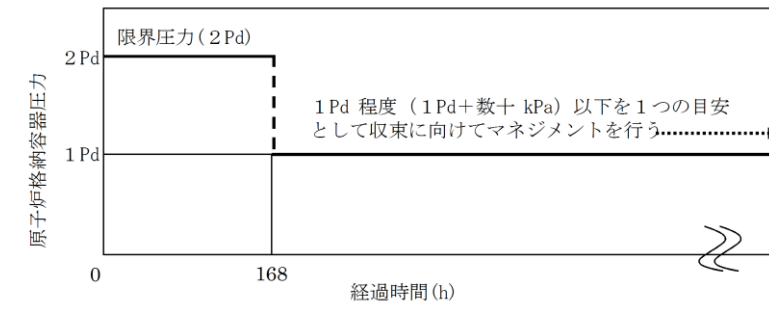 限界圧力(２Pd)
２Pd
１Pd 程度（１Pd＋数十 kPa）以下を１つの目安
として収束に向けてマネジメントを行う
１Pd
原子炉格納容器圧力
0
168
経過時間(h)